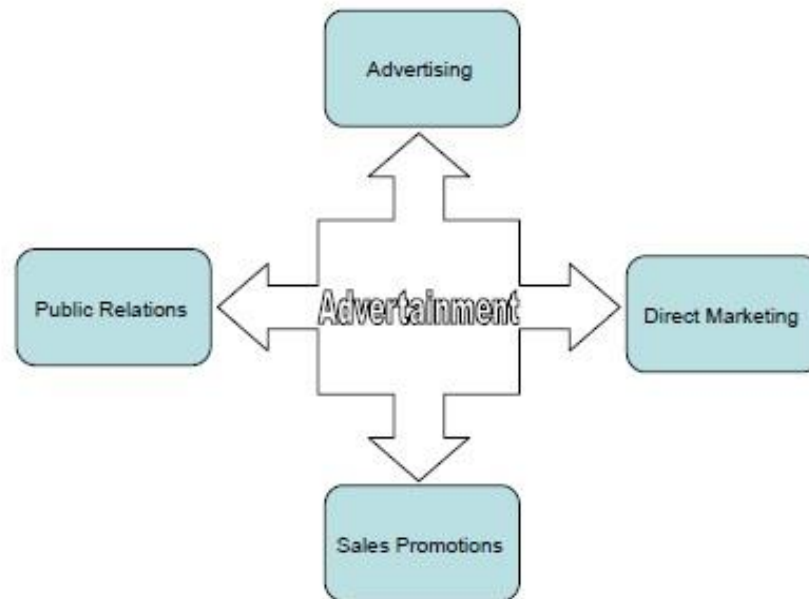 Advertising
Public Relations
Advertainment
Direct Marketing
Sales Promotions